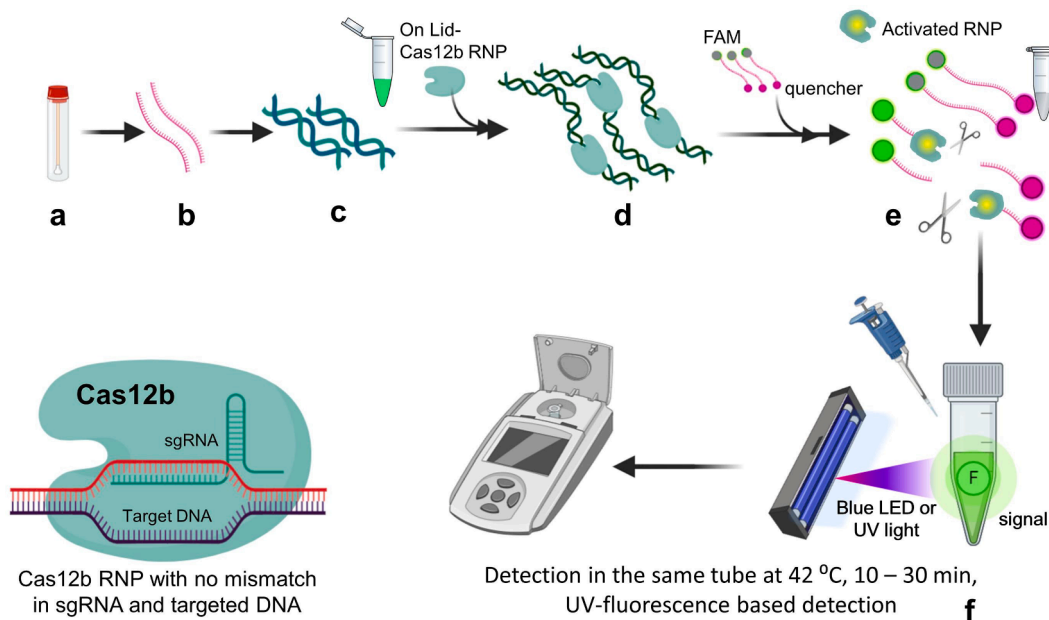 On Lid-
Cas12b RNP
FAM
quencher
Activated RNP
a
b
c
d
e
Cas12b
sgRNA
Target DNA
Cas12b RNP with no mismatch
in sgRNA and targeted DNA
Blue LED or
UV light
F
signal
Detection in the same tube at 42 ⁰C, 10 – 30 min,
UV-fluorescence based detection
f